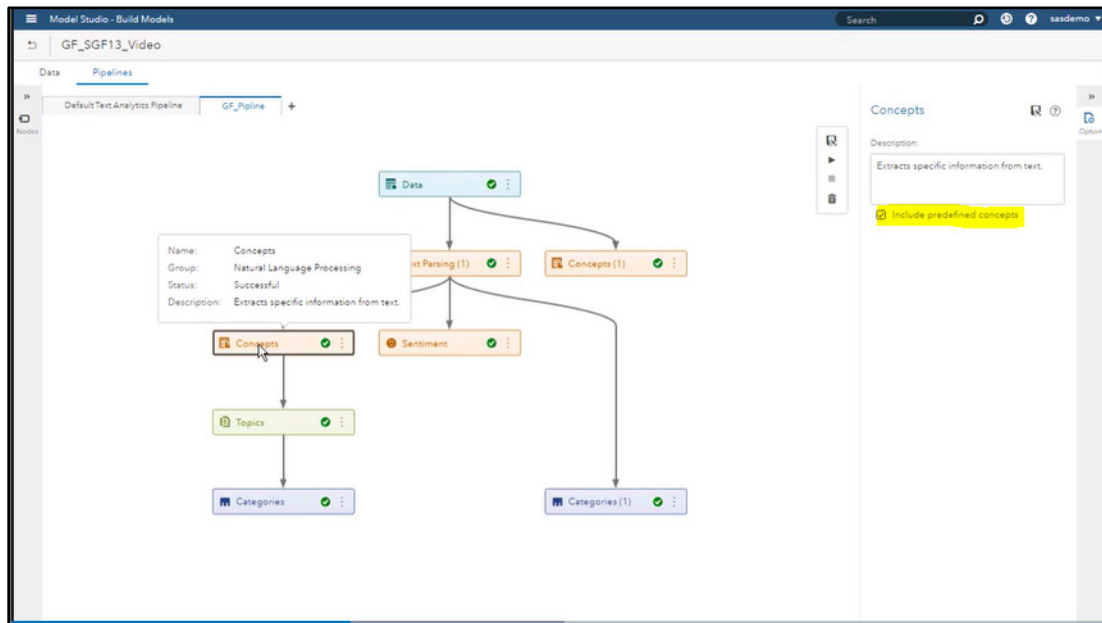 Model Studio - Build Models
Search
sasdemo
GF_SGF13_Video
Data Pipelines
Nodes
Default Text Analytics Pipeline GF_Pipline +
Concepts
Option
Description:
Extracts specific information from text.
Include predefined concepts
Data
Name: Concepts
Group: Natural Language Processing
Status: Successful
Description: Extracts specific information from text.
xt Parsing (1)
Concepts (1)
Concepts
Sentiment
Topics
Categories
Categories (1)